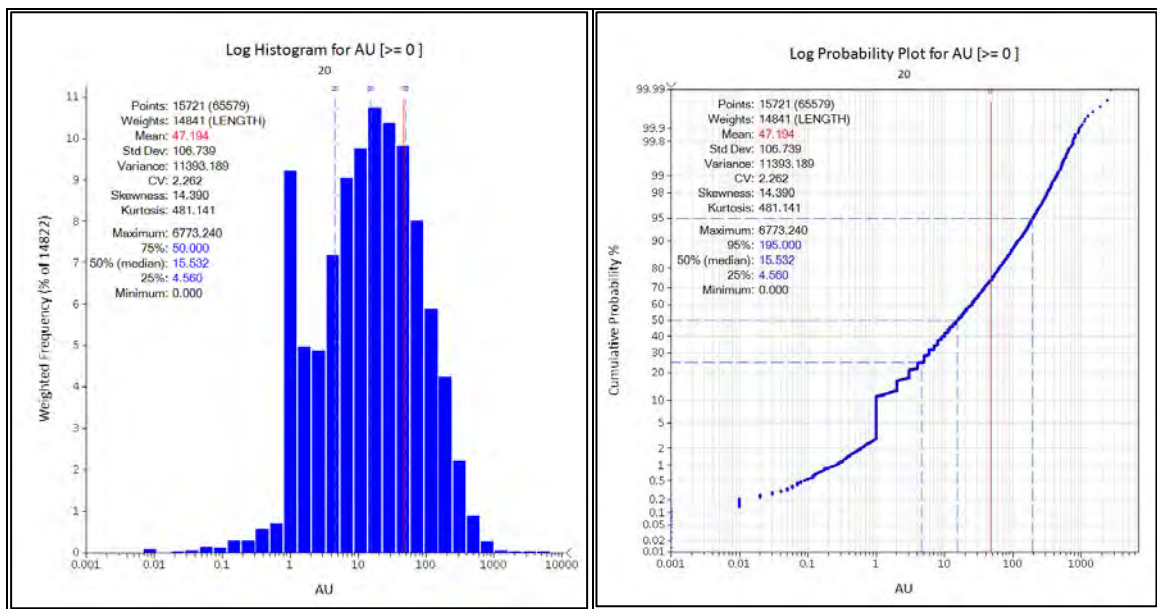 Log Histogram for AU [>= 0 ]
20
Points: 15721 (65579)
Weights: 14841 (LENGTH)
Mean: 47.194
Std Dev: 106.739
Variance: 11393.189
CV: 2.262
Skewness: 14.390
Kurtosis: 481.141
Maximum: 6773.240
75%: 50.000
50% (median): 15.532
25%: 4.560
Minimum: 0.000
Weighted Frequency (% of 14822)
11
10
9
8
7
6
5
4
3
2
1
0
0.001 0.01 0.1 1 10 100 1000 10000
AU
Log Probability Plot for AU [>= 0 ]
20
Points: 15721 (65579)
Weights: 14841 (LENGTH)
Mean: 47.194
Std Dev: 106.739
Variance: 11393.189
CV: 2.262
Skewness: 14.390
Kurtosis: 481.141
Maximum: 6773.240
95%: 195.000
50% (median): 15.532
25%: 4.560
Minimum: 0.000
Cumulative Probability %
99.99
99.9
99.8
99
98
95
90
80
70
60
50
40
30
20
10
5
2
1
0.5
0.2
0.1
0.05
0.02
0.01
0.001 0.01 0.1 1 10 100 1000
AU